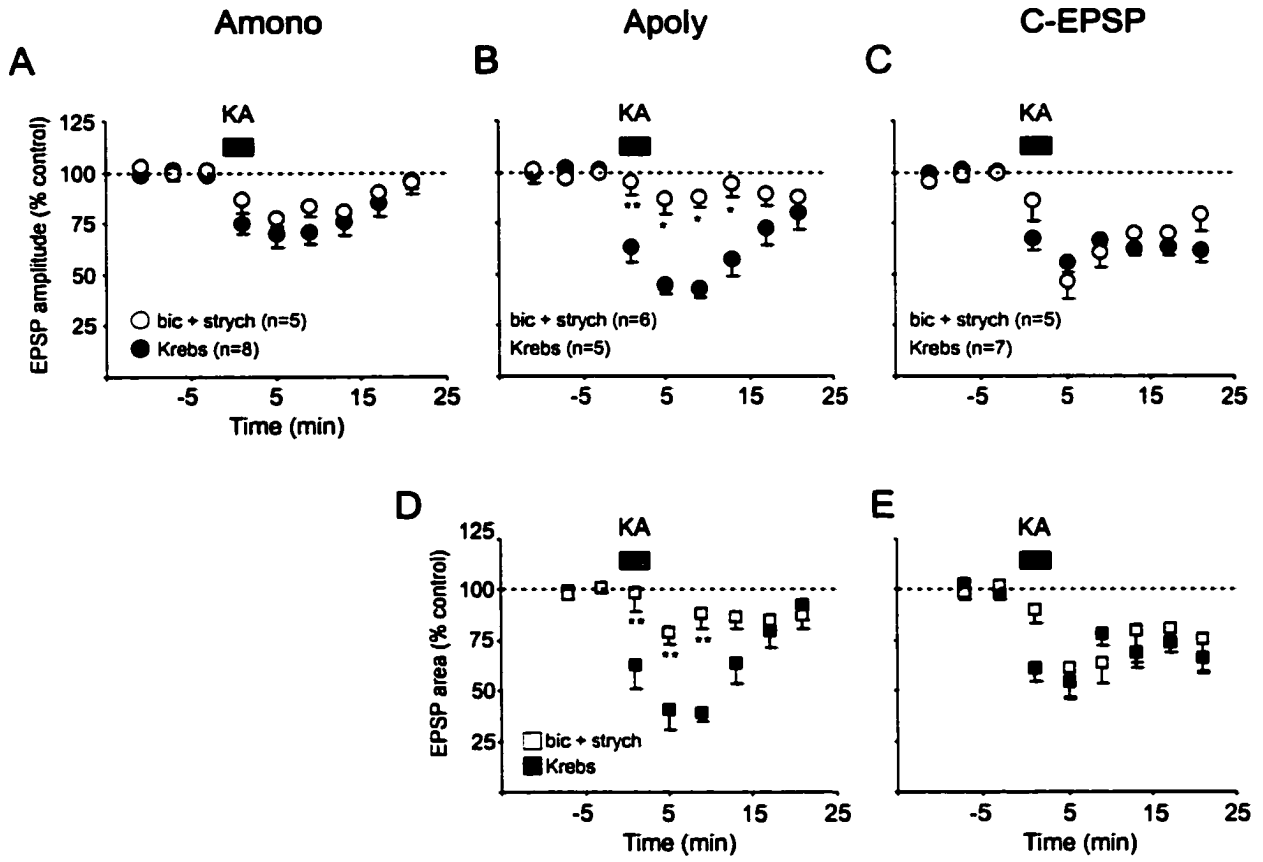 Amono Apoly C-EPSP
A B C
KA KA KA
EPSP amplitude (% control)
125
100
75
50
25
** * * *
bic + strych (n=5)
Krebs (n=8)
bic + strych (n=6)
Krebs (n=5)
bic + strych (n=5)
Krebs (n=7)
-5 5 15 25
-5 5 15 25
-5 5 15 25
Time (min)
D E
KA KA
EPSP area (% control)
125
100
75
50
25
** ** **
bic + strych
Krebs
-5 5 15 25
-5 5 15 25
Time (min) Time (min)